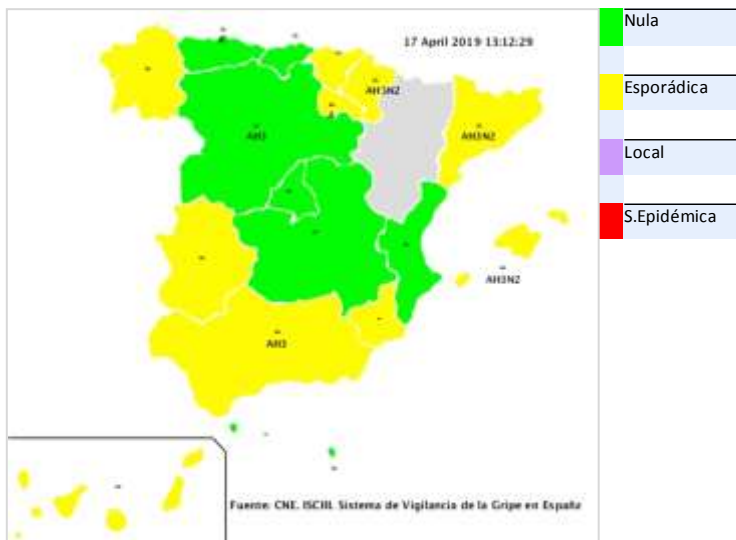 17 April 2019 13:12:29
Nula
Esporádica
Local
S.Epidémica
AH3N2
AH3
AH3N2
AH3N2
AH3
Fuente: CNE. ISCIII. Sistema de Vigilancia de la Gripe en España